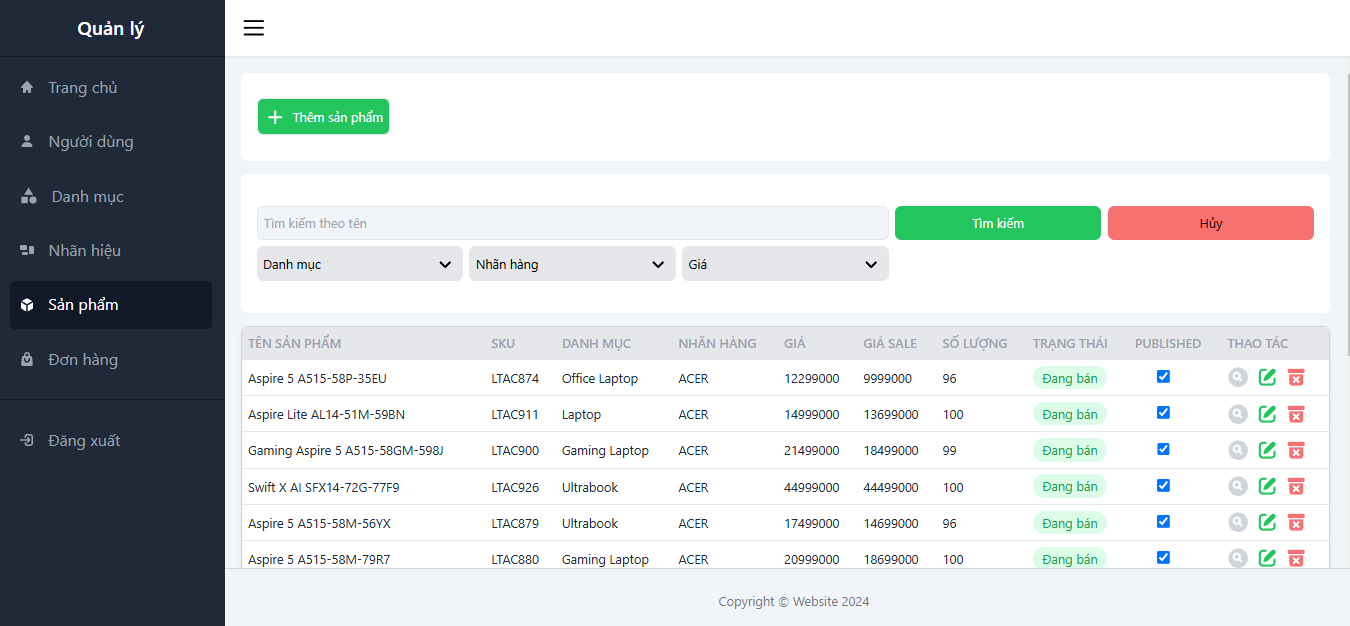 Quản lý
Trang chủ
Người dùng
Danh mục
Nhãn hiệu
Sản phẩm
Đơn hàng
Đăng xuất
Thêm sản phẩm
Tìm kiếm theo tên
Tìm kiếm
Hủy
Danh mục Nhãn hàng Giá
TÊN SẢN PHẨM SKU DANH MỤC NHÃN HÀNG GIÁ GIÁ SALE SỐ LƯỢNG TRẠNG THÁI PUBLISHED THAO TÁC
Aspire 5 A515-58P-35EU LTAC874 Office Laptop ACER 12299000 9999000 96 Đang bán
Aspire Lite AL14-51M-59BN LTAC911 Laptop ACER 14999000 13699000 100 Đang bán
Gaming Aspire 5 A515-58GM-598J LTAC900 Gaming Laptop ACER 21499000 18499000 99 Đang bán
Swift X AI SFX14-72G-77F9 LTAC926 Ultrabook ACER 44999000 44499000 100 Đang bán
Aspire 5 A515-58M-56YX LTAC879 Ultrabook ACER 17499000 14699000 96 Đang bán
Aspire 5 A515-58M-79R7 LTAC880 Gaming Laptop ACER 20999000 18699000 100 Đang bán
Copyright © Website 2024